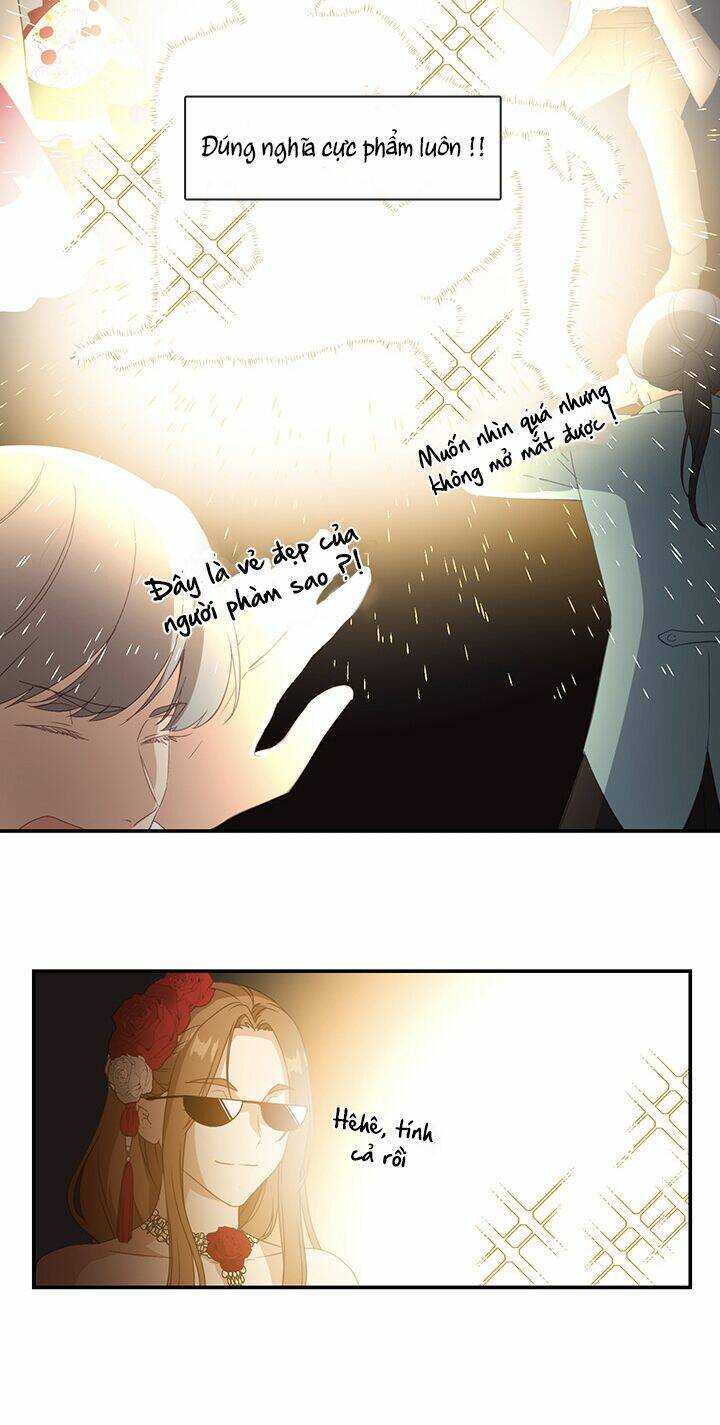 Đúng nghĩa cực phẩm luôn !!
Muốn nhìn quá nhưng
không mở mắt được !
Đây là vẻ đẹp của
người phàm sao ?!
Hêhê, tính
cả rồi